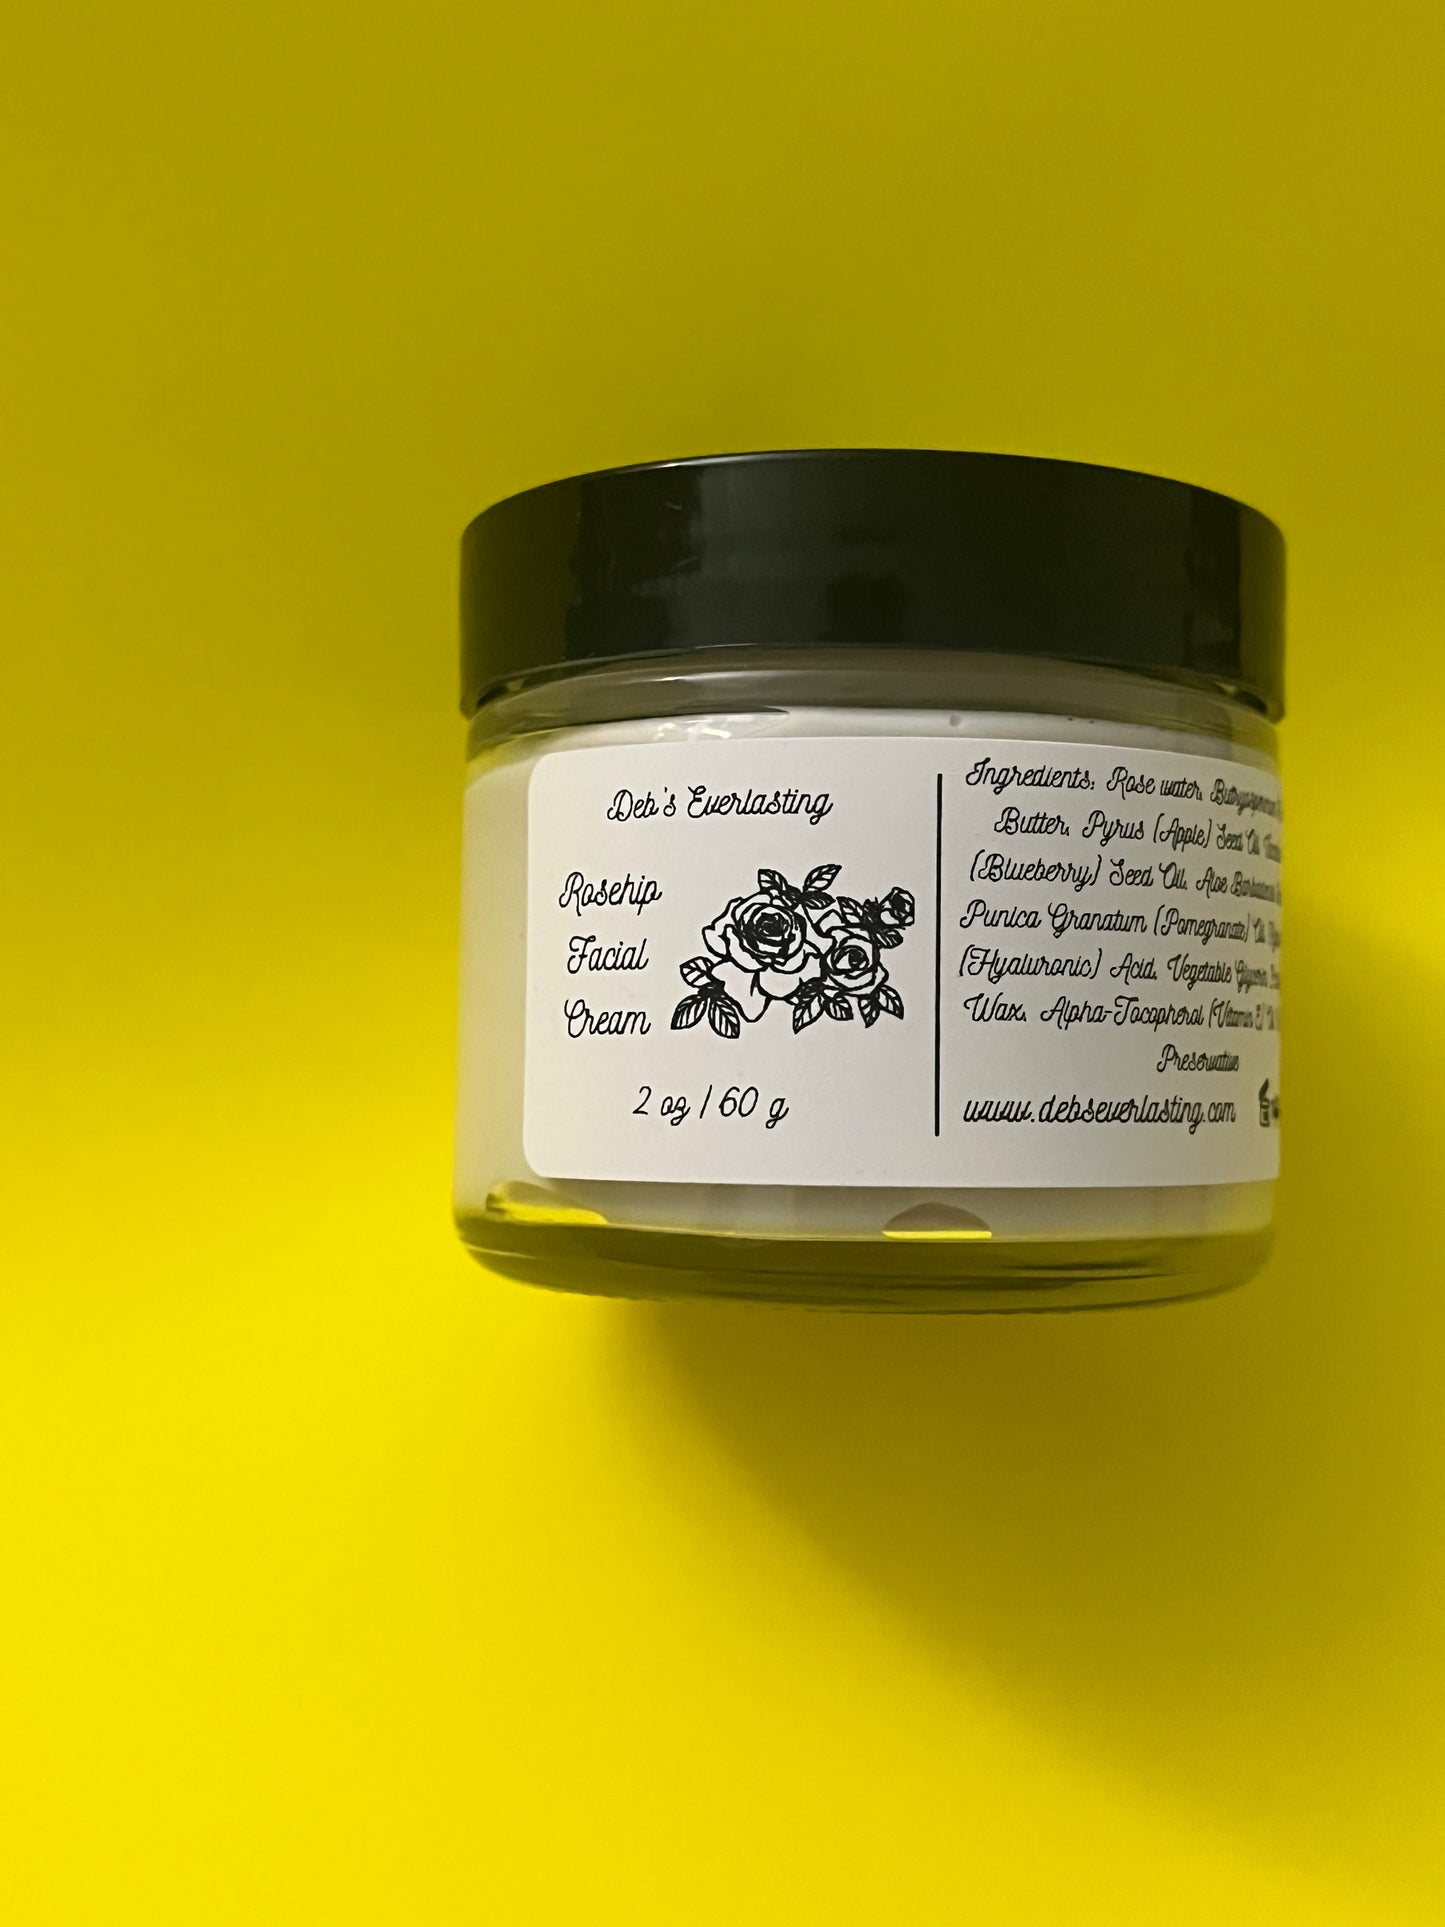 Deb's Everlasting
Rosehip
Facial
Cream
2 oz / 60 g
Ingredients: Rose water,
Butter, Pyrus (Apple) Seed Oil,
(Blueberry) Seed Oil, Aloe
Punica Granatum (Pomegranate) Oil,
(Hyaluronic) Acid, Vegetable Glycerin,
Wax, Alpha-Tocopherol (Vitamin E)
Preservative
www.debseverlasting.com